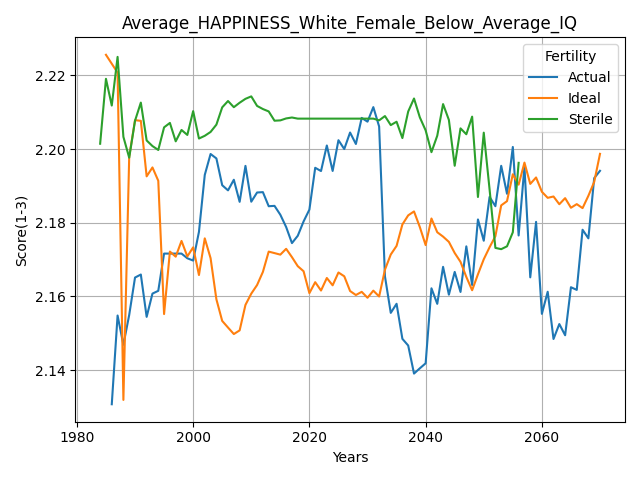 Average_HAPPINESS_White_Female_Below_Average_IQ
Fertility
Actual
Ideal
Sterile
Score(1-3)
2.22
2.20
2.18
2.16
2.14
1980
2000
2020
2040
2060
Years